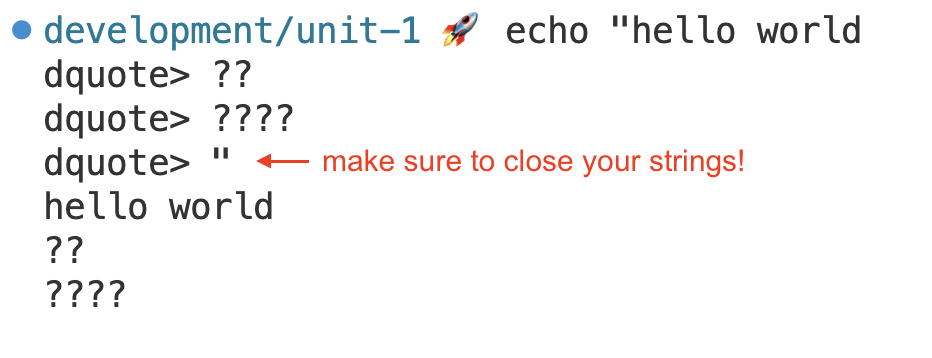 development/unit-1 🚀 echo "hello world
dquote> ??
dquote> ????
dquote> " make sure to close your strings!
hello world
??
????